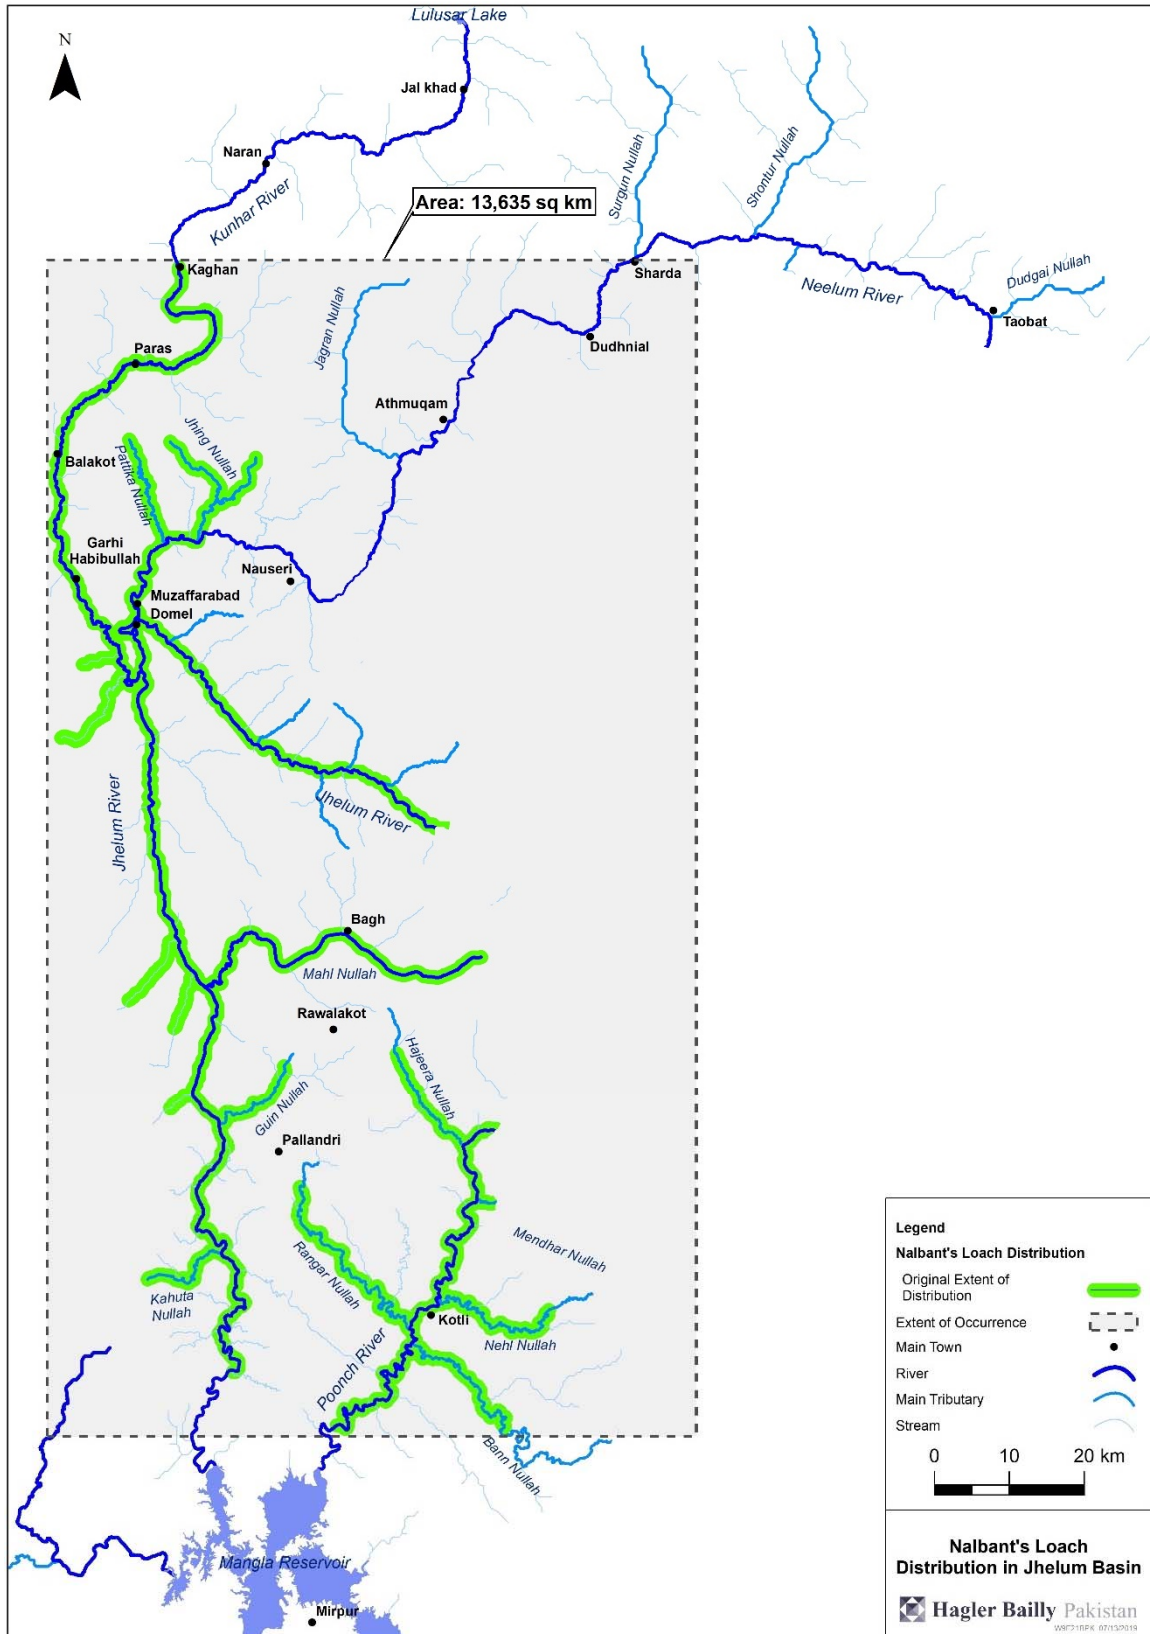 Lulusar Lake
N
Jal khad
Naran
Kunhar River
Surgun Nullah
Shontur Nullah
Area: 13,635 sq km
Kaghan
Sharda
Neelum River
Dudgai Nullah
Taobat
Jagran Nullah
Dudhnial
Paras
Athmuqam
Jhing Nullah
Pattika Nullah
Balakot
Garhi
Habibullah
Nauseri
Muzaffarabad
Domel
Jhelum River
Jhelum River
Bagh
Mahl Nullah
Rawalakot
Hajeera Nullah
Guin Nullah
Pallandri
Mendhar Nullah
Rangar Nullah
Kahuta
Nullah
Kotli
Nehl Nullah
Poonch River
Bann Nullah
Mangla Reservoir
Mirpur
Legend
Nalbant's Loach Distribution
Original Extent of
Distribution
Extent of Occurrence
Main Town
River
Main Tributary
Stream
0 10 20 km
Nalbant's Loach
Distribution in Jhelum Basin
Hagler Bailly Pakistan